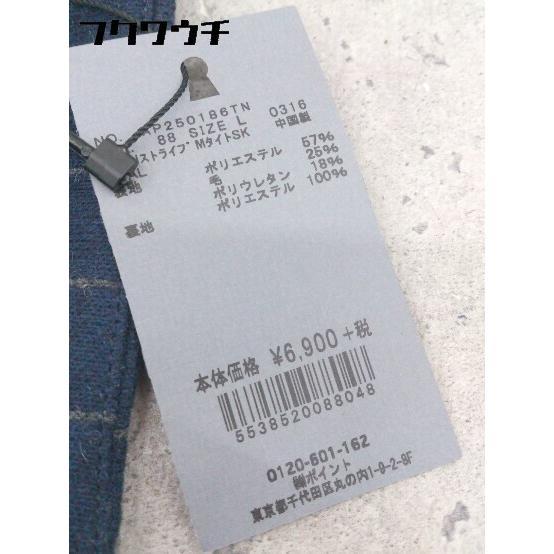 フクワウチ
NO. P250186TN 0316
88 SIZE L 中国製
ストライプ MタイトSK
ポリエステル 57%
毛 25%
ポリウレタン 18%
ポリエステル 100%
裏地
本体価格 ¥6,900+税
5538520088048
0120-601-162
㈱ポイント
東京都千代田区丸の内1-9-2-8F